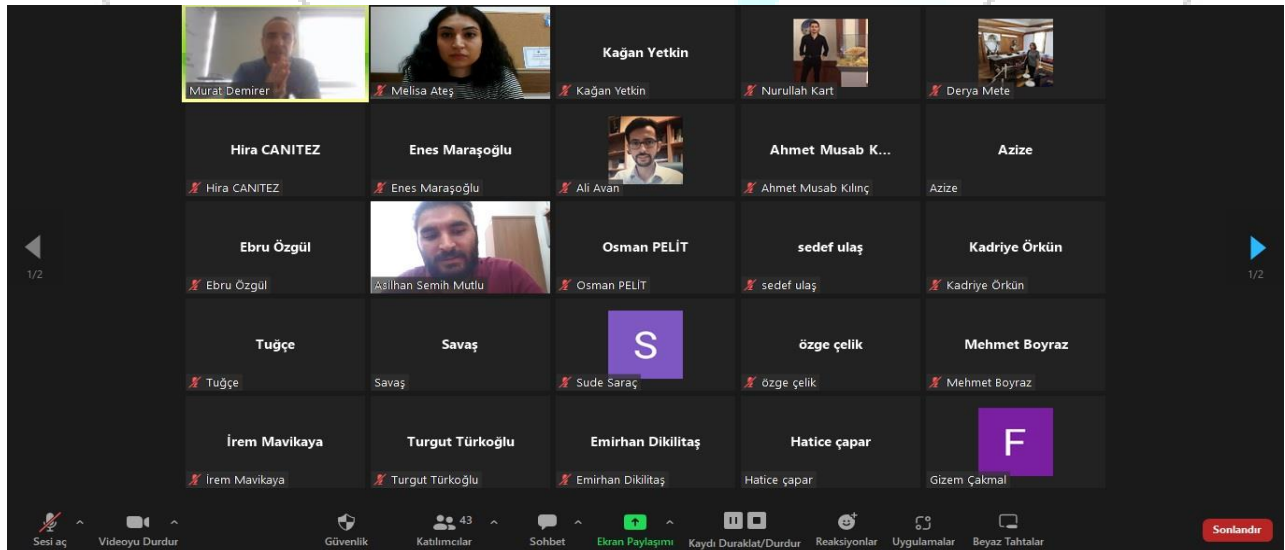 Kağan Yetkin
Murat Demirer
Melisa Ateş
Kağan Yetkin
Nurullah Kart
Derya Mete
Hira CANITEZ
Enes Maraşoğlu
Ahmet Musab K...
Azize
Hira CANITEZ
Enes Maraşoğlu
Ali Avan
Ahmet Musab Kılınç
Azize
Ebru Özgül
Osman PELİT
sedef ulaş
Kadriye Örkün
1/2
1/2
Ebru Özgül
Asilhan Semih Mutlu
Osman PELİT
sedef ulaş
Kadriye Örkün
Tuğçe
Savaş
S
özge çelik
Mehmet Boyraz
Tuğçe
Savaş
Sude Saraç
özge çelik
Mehmet Boyraz
İrem Mavikaya
Turgut Türkoğlu
Emirhan Dikilitaş
Hatice çapar
F
İrem Mavikaya
Turgut Türkoğlu
Emirhan Dikilitaş
Hatice çapar
Gizem Çakmal
43
Sesi aç
Videoyu Durdur
Güvenlik
Katılımcılar
Sohbet
Ekran Paylaşımı
Kaydı Duraklat/Durdur
Reaksiyonlar
Uygulamalar
Beyaz Tahtalar
Sonlandır